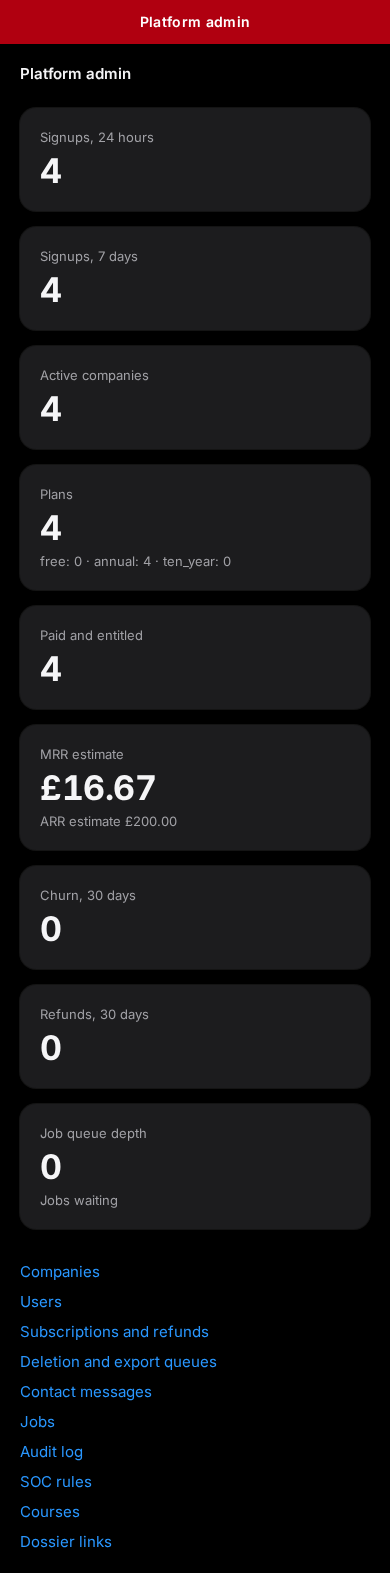 Platform admin
Platform admin
Signups, 24 hours
4
Signups, 7 days
4
Active companies
4
Plans
4
free: 0 · annual: 4 · ten_year: 0
Paid and entitled
4
MRR estimate
£16.67
ARR estimate £200.00
Churn, 30 days
0
Refunds, 30 days
0
Job queue depth
0
Jobs waiting
Companies
Users
Subscriptions and refunds
Deletion and export queues
Contact messages
Jobs
Audit log
SOC rules
Courses
Dossier links